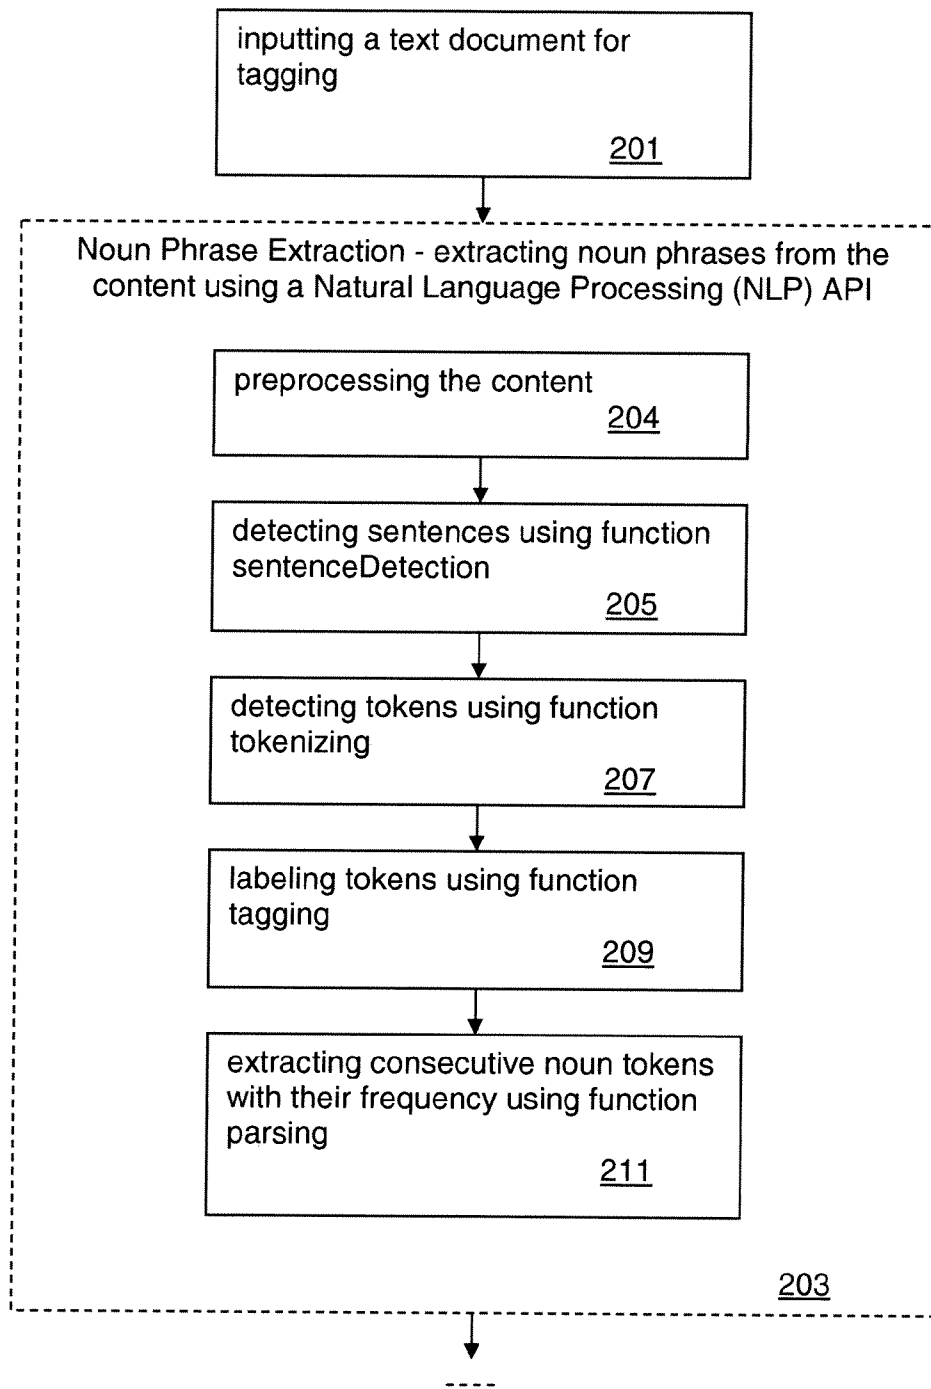 inputting a text document for
tagging
201
Noun Phrase Extraction - extracting noun phrases from the
content using a Natural Language Processing (NLP) API
preprocessing the content
204
detecting sentences using function
sentenceDetection
205
detecting tokens using function
tokenizing
207
labeling tokens using function
tagging
209
extracting consecutive noun tokens
with their frequency using function
parsing
211
203